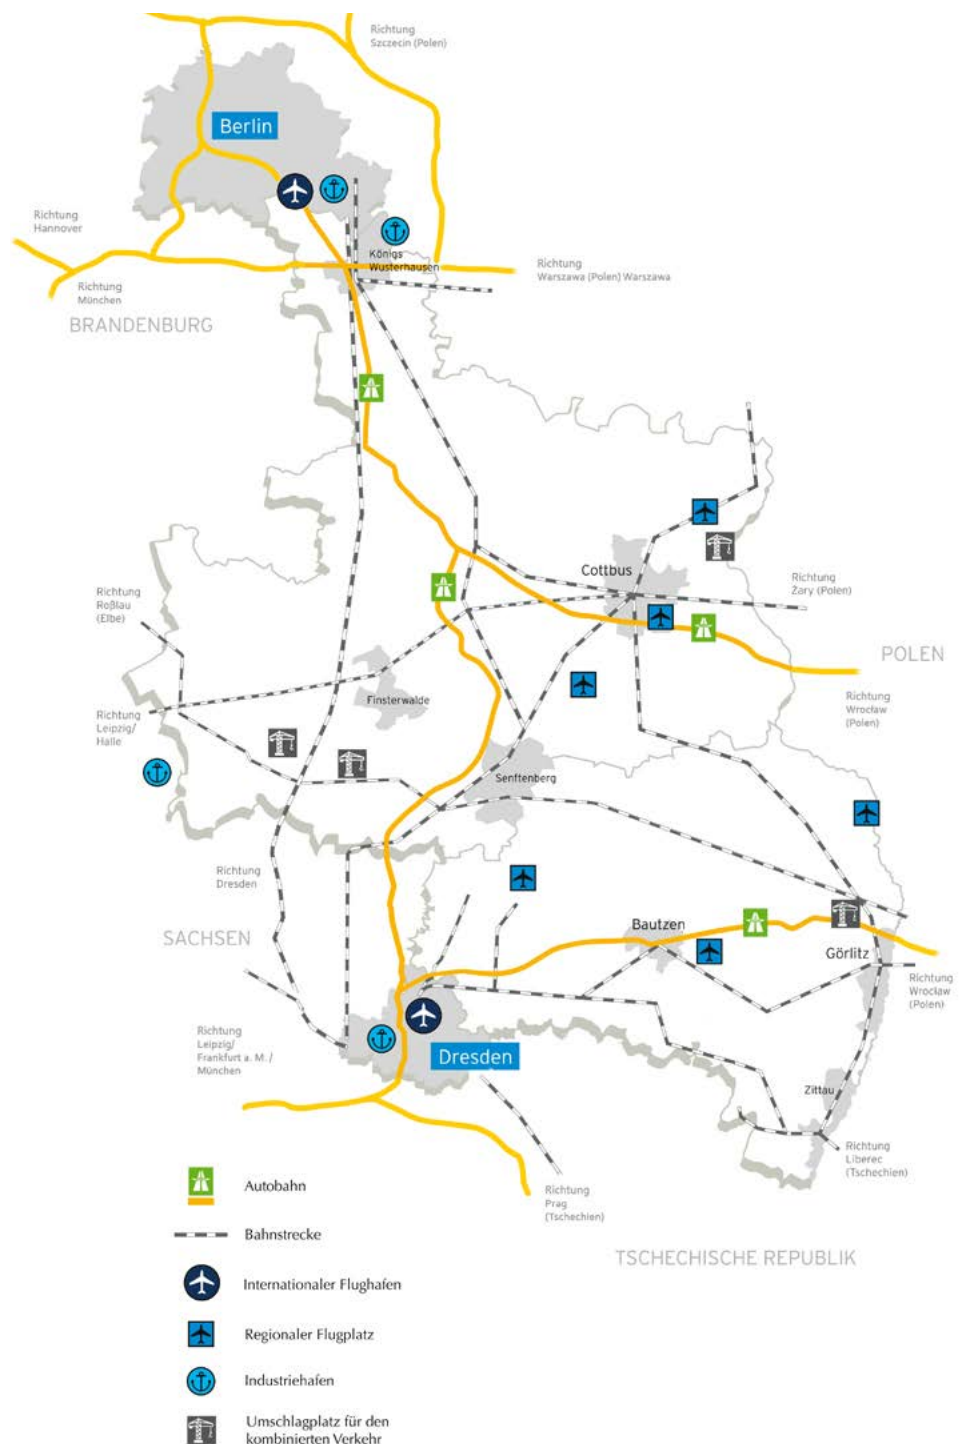 Richtung
Szczecin (Polen)
Berlin
Richtung
Hannover
Königs
Wusterhausen
Richtung
Warszawa (Polen) Warszawa
Richtung
München
BRANDENBURG
Cottbus
Richtung
Żary (Polen)
Richtung
Roßlau
(Elbe)
POLEN
Finsterwalde
Richtung
Wrocław
(Polen)
Richtung
Leipzig/
Halle
Senftenberg
Richtung
Dresden
SACHSEN
Bautzen
Görlitz
Richtung
Wrocław
(Polen)
Richtung
Leipzig/
Frankfurt a. M./
München
Dresden
Zittau
Richtung
Liberec
(Tschechien)
Richtung
Prag
(Tschechien)
TSCHECHISCHE REPUBLIK
Autobahn
Bahnstrecke
Internationaler Flughafen
Regionaler Flugplatz
Industriehafen
Umschlagplatz für den
kombinierten Verkehr